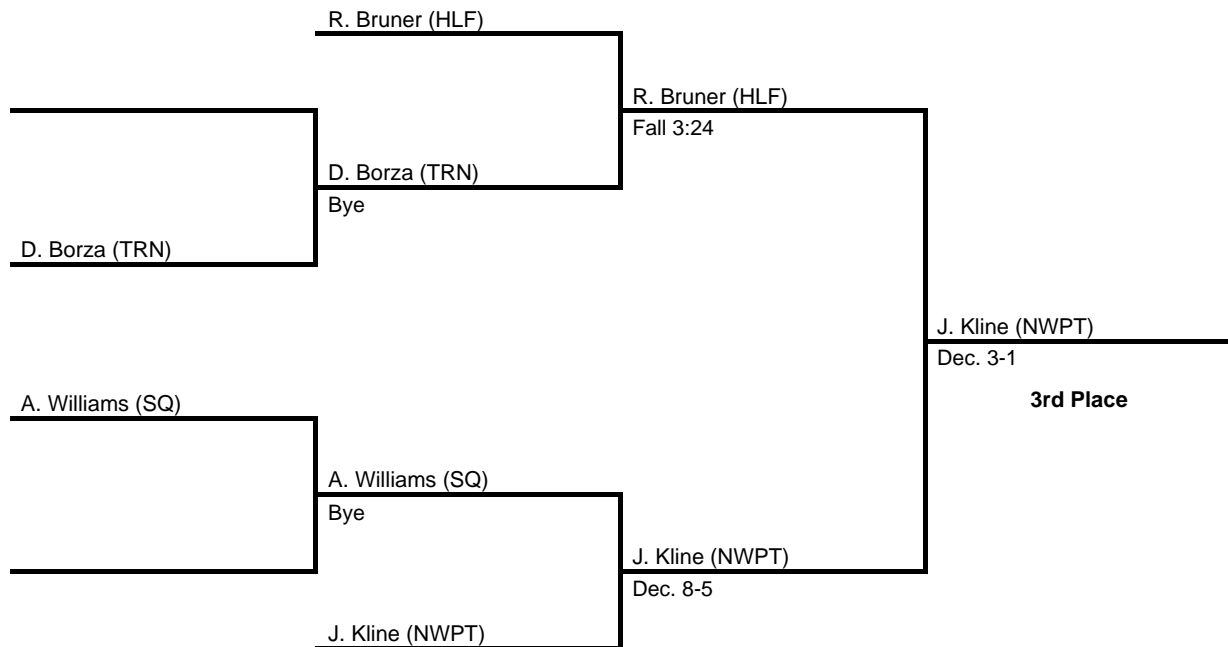 R. Bruner (HLF)
R. Bruner (HLF)
Fall 3:24
D. Borza (TRN)
Bye
D. Borza (TRN)
J. Kline (NWPT)
Dec. 3-1
3rd Place
A. Williams (SQ)
A. Williams (SQ)
Bye
J. Kline (NWPT)
Dec. 8-5
J. Kline (NWPT)